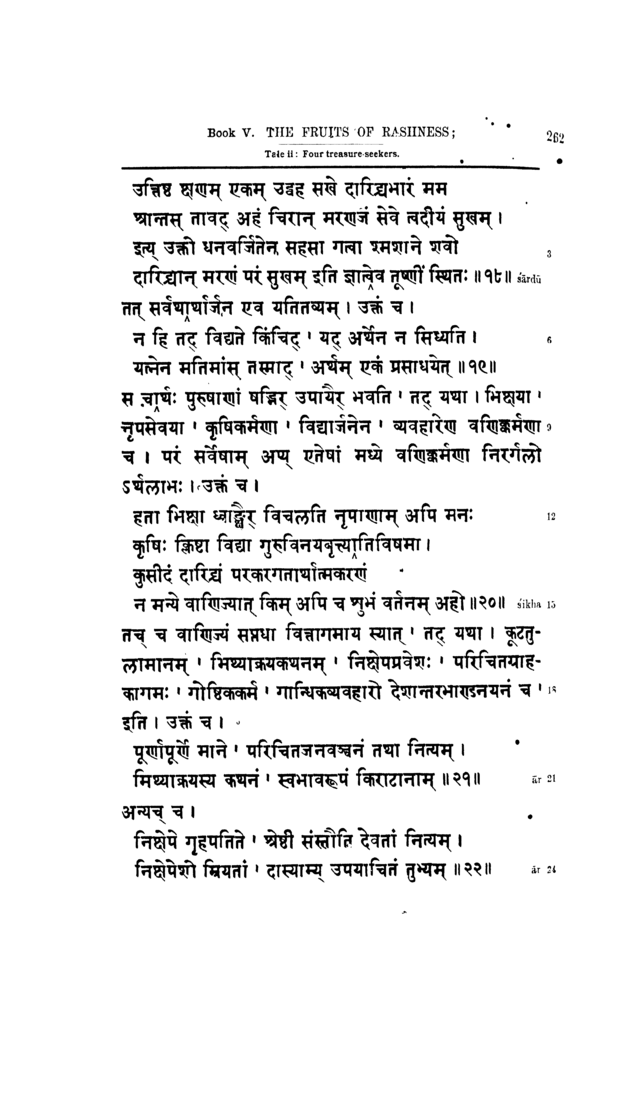 Book V. THE FRUITS OF RASHNESS; 262
Tale ii: Four treasure-seekers.
उत्तिष्ठ क्षणम् एकम् उद्वह सखे दारिद्र्यभारं मम
श्रान्तस् तावद् अहं चिरान् मरणजं सेवे त्वदीयं सुखम् ।
इत्य् उक्तो धनवर्जितेन सहसा गत्वा श्मशाने शवो 3
दारिद्र्यान् मरणं परं सुखम् इति ज्ञात्वेव तूष्णीं स्थितः ॥१८॥ śārdū
तत् सर्वथार्थार्जन एव यतितव्यम् । उक्तं च ।
न हि तद् विद्यते किंचिद् ' यद् अर्थेन न सिध्यति । 6
यत्नेन मतिमांस् तस्माद् ' अर्थम् एकं प्रसाधयेत् ॥१९॥
स चार्थः पुरुषाणां षड्भिर् उपायैर् भवति ' तद् यथा । भिक्षया '
नृपसेवया ' कृषिकर्मणा ' विद्यार्जनेन ' व्यवहारेण वणिक्कर्मणा 9
च । परं सर्वेषाम् अप्य् एतेषां मध्ये वणिक्कर्मणा निरर्गलो
ऽर्थलाभः । उक्तं च ।
हता भिक्षा ध्वाङ्क्षैर् विचलति नृपाणाम् अपि मनः 12
कृषिः क्लिष्टा विद्या गुरुविनयवृत्त्यातिविषमा ।
कुसीदं दारिद्र्यं परकरगतार्थात्मकरणं
न मन्ये वाणिज्यात् किम् अपि च शुभं वर्तनम् अहो ॥२०॥ śikha 15
तच् च वाणिज्यं सप्तधा वित्तागमाय स्यात् ' तद् यथा । कूटतु-
लामानम् ' मिथ्याक्रयकथनम् ' निक्षेपप्रवेशः ' परिचितग्राह-
कागमः ' गोष्ठिककर्म ' गान्धिकव्यवहारो देशान्तरभाण्डनयनं च ' 18
इति । उक्तं च ।
पूर्णापूर्णे माने ' परिचितजनवञ्चनं तथा नित्यम् ।
मिथ्याक्रयस्य कथनं ' स्वभावरूपं किराटानाम् ॥२१॥ ār 21
अन्यच् च ।
निक्षेपे गृहपतिते ' श्रेष्ठी संस्तौति देवतां नित्यम् ।
निक्षेपेशो म्रियतां ' दास्याम्य् उपयाचितं तुभ्यम् ॥२२॥ ār 24